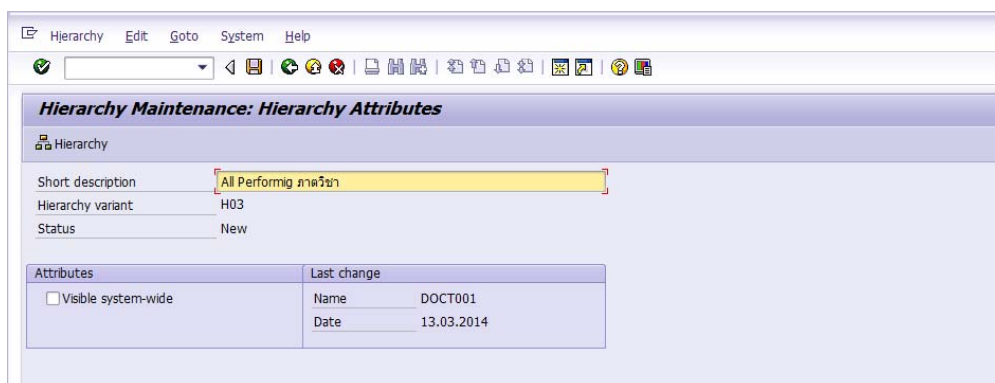 Hierarchy Edit Goto System Help
Hierarchy Maintenance: Hierarchy Attributes
Hierarchy
Short description All Performig ภาควิชา
Hierarchy variant H03
Status New
Attributes Last change
Visible system-wide Name DOCT001
Date 13.03.2014